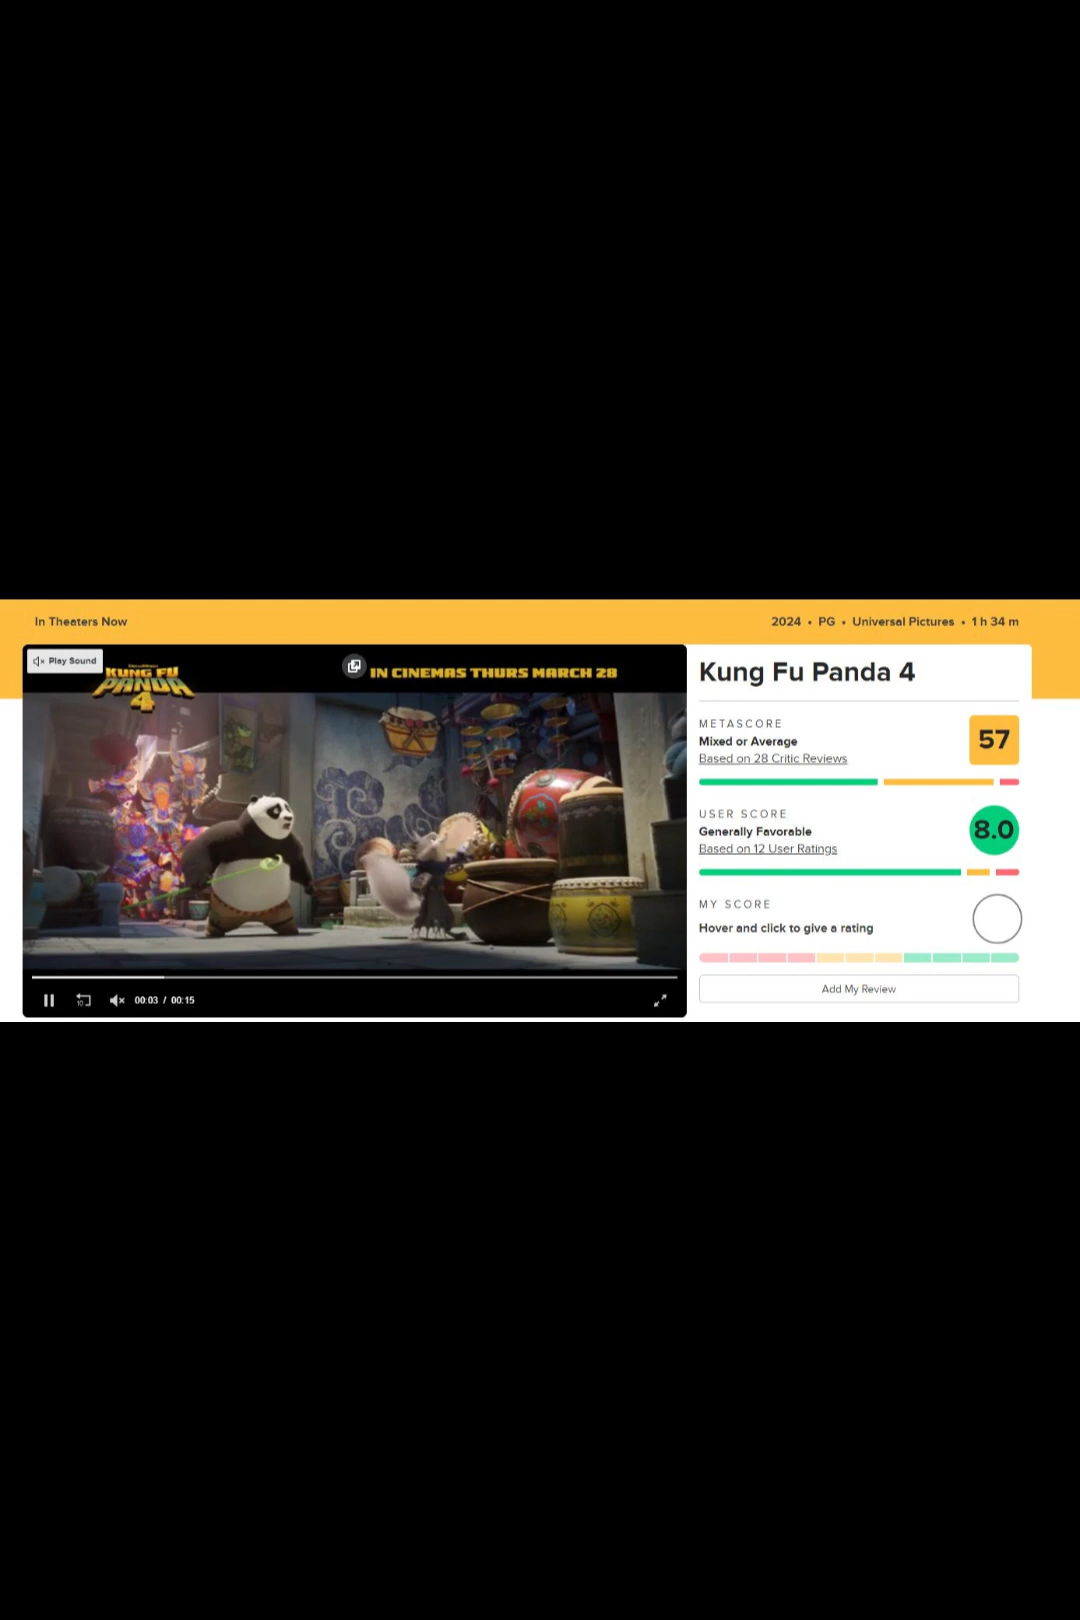 In Theaters Now
2024 • PG • Universal Pictures • 1 h 34 m
Play Sound
KUNG FU
PANDA
4
IN CINEMAS THURS MARCH 28
10
00:03 / 00:15
Kung Fu Panda 4
METASCORE
Mixed or Average
Based on 28 Critic Reviews
57
USER SCORE
Generally Favorable
Based on 12 User Ratings
8.0
MY SCORE
Hover and click to give a rating
Add My Review